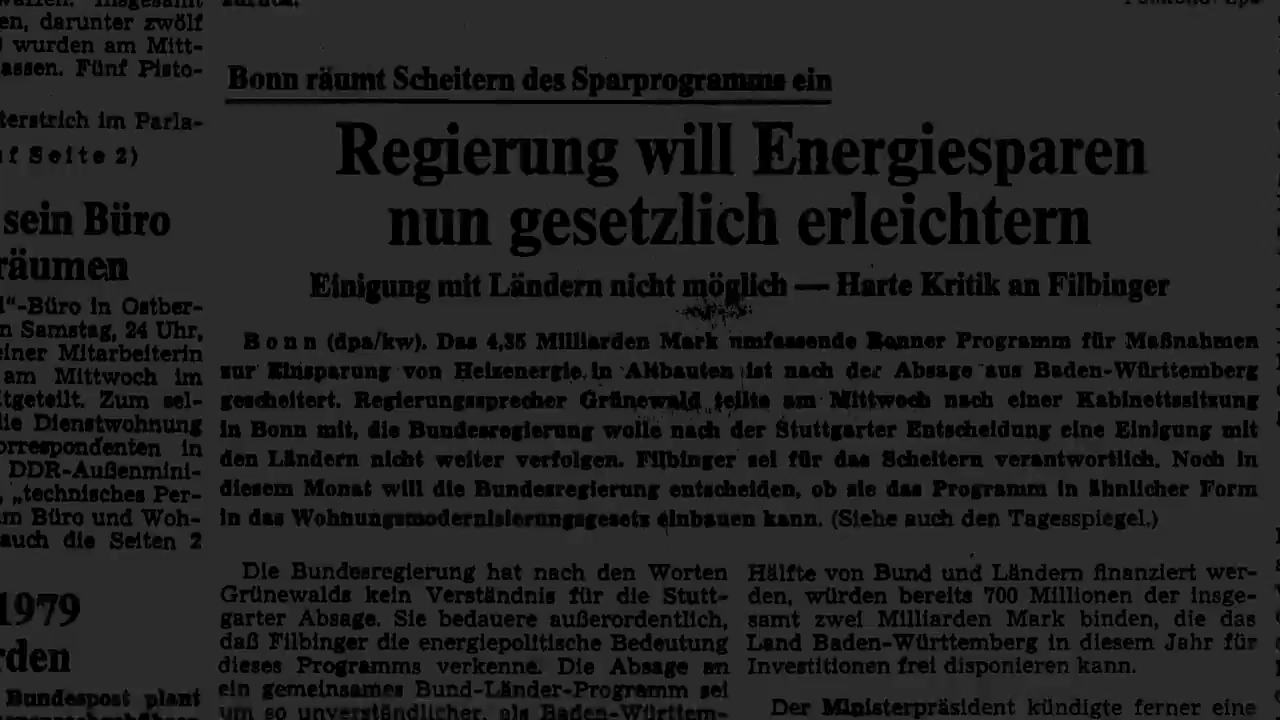 en, darunter zwölf
wurden am Mitt-
assen. Fünf Pisto-
terstrich im Parla-
f Seite 2)
sein Büro
räumen
l“-Büro in Ostber-
n Samstag, 24 Uhr,
einer Mitarbeiterin
am Mittwoch im
tgeteilt. Zum sel-
die Dienstwohnung
orrespondenten in
DDR-Außenmini-
, „technisches Per-
m Büro und Woh-
auch die Seiten 2
1979
rden
Bundespost plant
Bonn räumt Scheitern des Sparprogramms ein
Regierung will Energiesparen
nun gesetzlich erleichtern
Einigung mit Ländern nicht möglich — Harte Kritik an Filbinger
Bonn (dpa/kw). Das 4,35 Milliarden Mark umfassende Bonner Programm für Maßnahmen
zur Einsparung von Heizenergie in Altbauten ist nach der Absage aus Baden-Württemberg
gescheitert. Regierungssprecher Grünewald teilte am Mittwoch nach einer Kabinettssitzung
in Bonn mit, die Bundesregierung wolle nach der Stuttgarter Entscheidung eine Einigung mit
den Ländern nicht weiter verfolgen. Filbinger sei für das Scheitern verantwortlich. Noch in
diesem Monat will die Bundesregierung entscheiden, ob sie das Programm in ähnlicher Form
in das Wohnungsmodernisierungsgesetz einbauen kann. (Siehe auch den Tagesspiegel.)
Die Bundesregierung hat nach den Worten
Grünewalds kein Verständnis für die Stutt-
garter Absage. Sie bedauere außerordentlich,
daß Filbinger die energiepolitische Bedeutung
dieses Programms verkenne. Die Absage an
ein gemeinsames Bund-Länder-Programm sei
um so unverständlicher, als Baden-Württem-
Hälfte von Bund und Ländern finanziert wer-
den, würden bereits 700 Millionen der insge-
samt zwei Milliarden Mark binden, die das
Land Baden-Württemberg in diesem Jahr für
Investitionen frei disponieren kann.
Der Ministerpräsident kündigte ferner eine